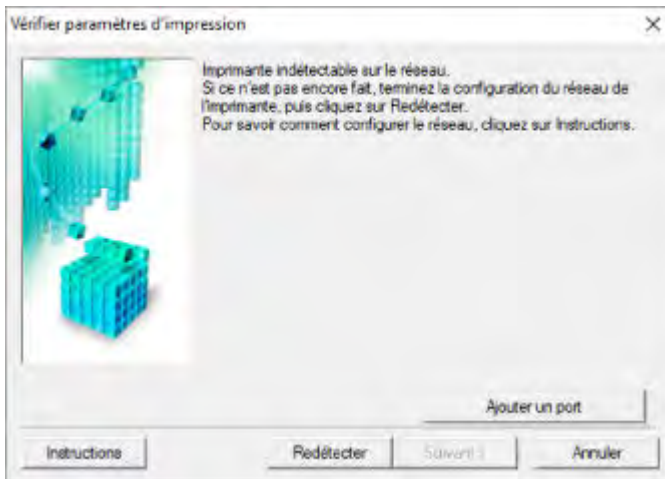 Vérifier paramètres d'impression
Imprimante indétectable sur le réseau.
Si ce n'est pas encore fait, terminez la configuration du réseau de
l'imprimante, puis cliquez sur Redétecter.
Pour savoir comment configurer le réseau, cliquez sur Instructions.
Ajouter un port
Instructions
Redétecter
Suivant >
Annuler